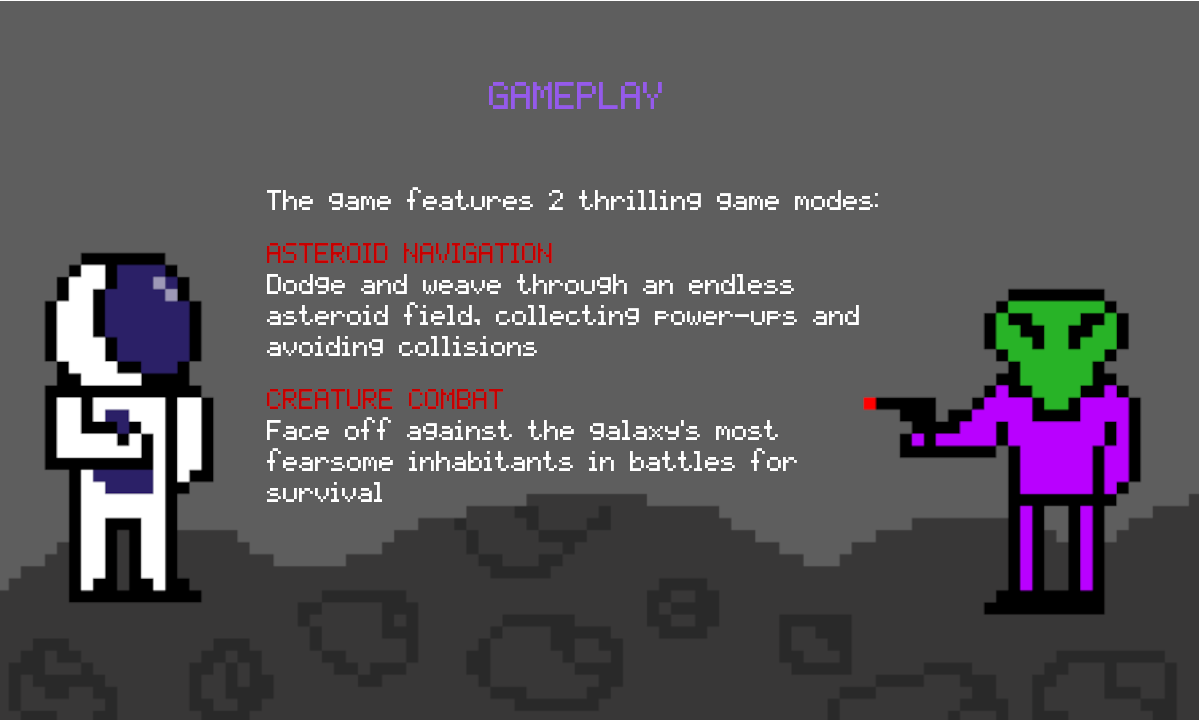 GAMEPLAY
The game features 2 thrilling game modes:
ASTEROID NAVIGATION
Dodge and weave through an endless
asteroid field, collecting power-ups and
avoiding collisions
CREATURE COMBAT
Face off against the galaxy's most
fearsome inhabitants in battles for
survival